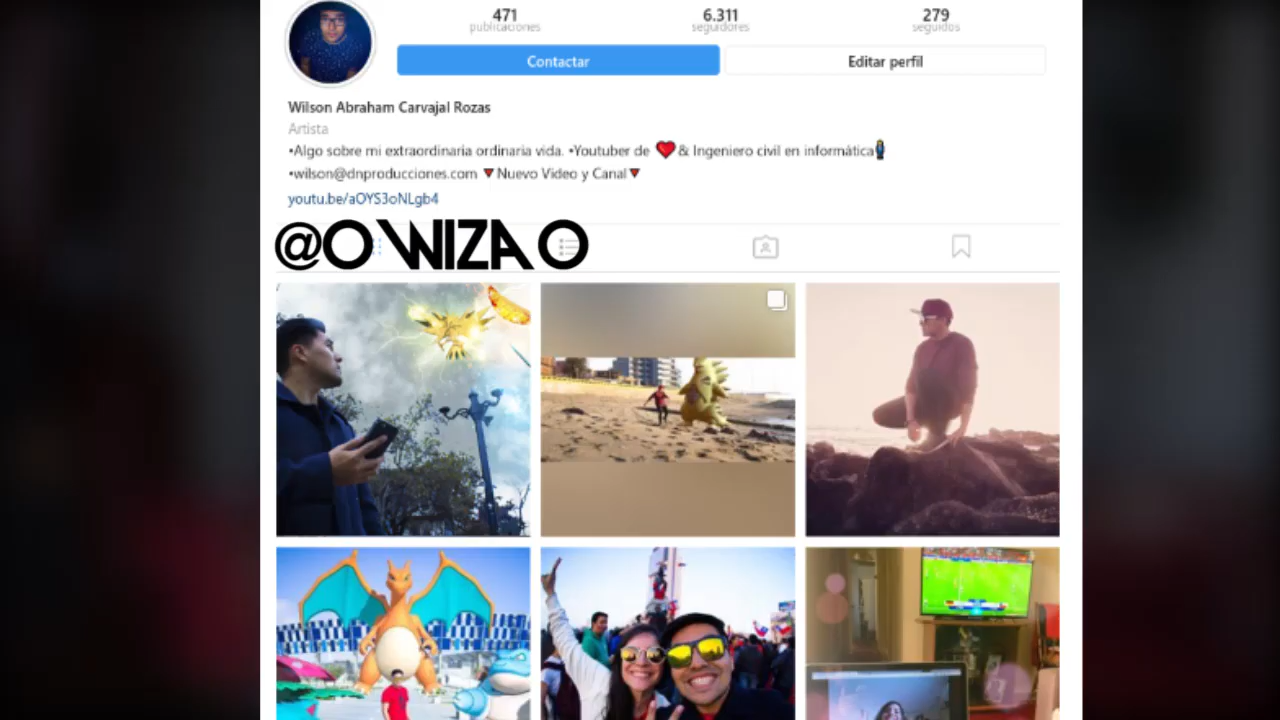 471 6.311 279
publicaciones seguidores seguidos
Contactar Editar perfil
Wilson Abraham Carvajal Rozas
Artista
•Algo sobre mi extraordinaria ordinaria vida. •Youtuber de ❤ & Ingeniero civil en informática
•wilson@dnproducciones.com 🔻Nuevo Video y Canal🔻
youtu.be/aOYS3oNLgb4
@OWIZAO